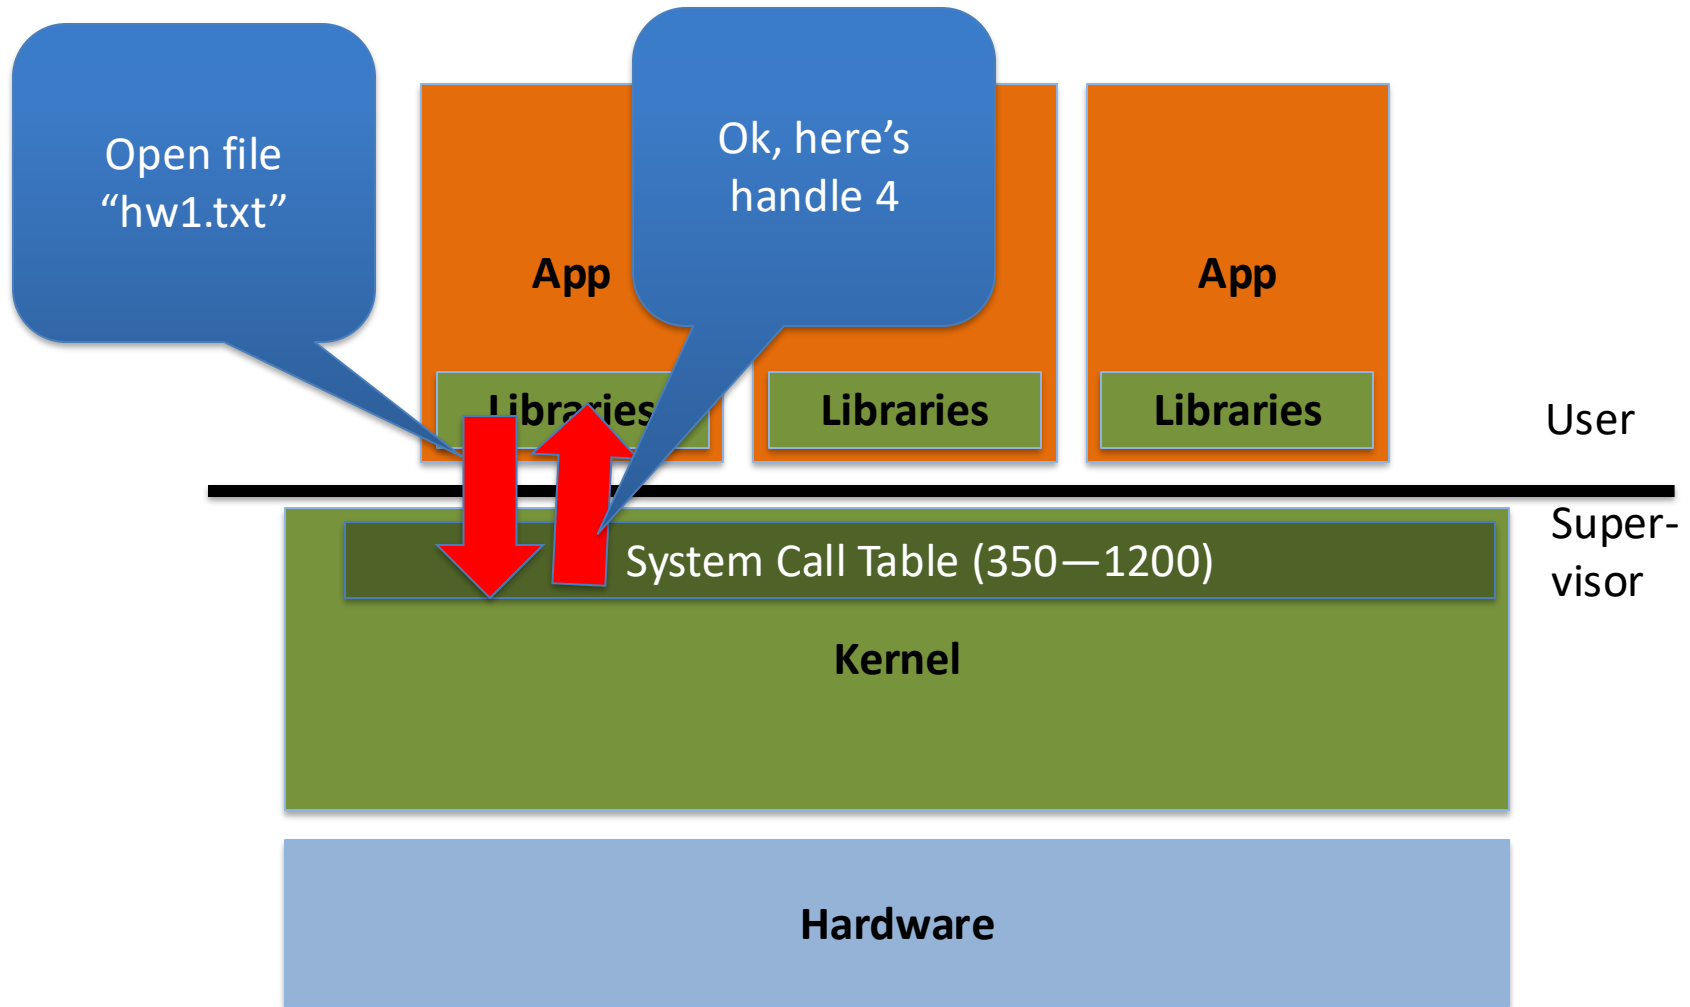 Open file
“hw1.txt”
Ok, here’s
handle 4
App
App
Libraries
Libraries
Libraries
User
Super-
visor
System Call Table (350—1200)
Kernel
Hardware